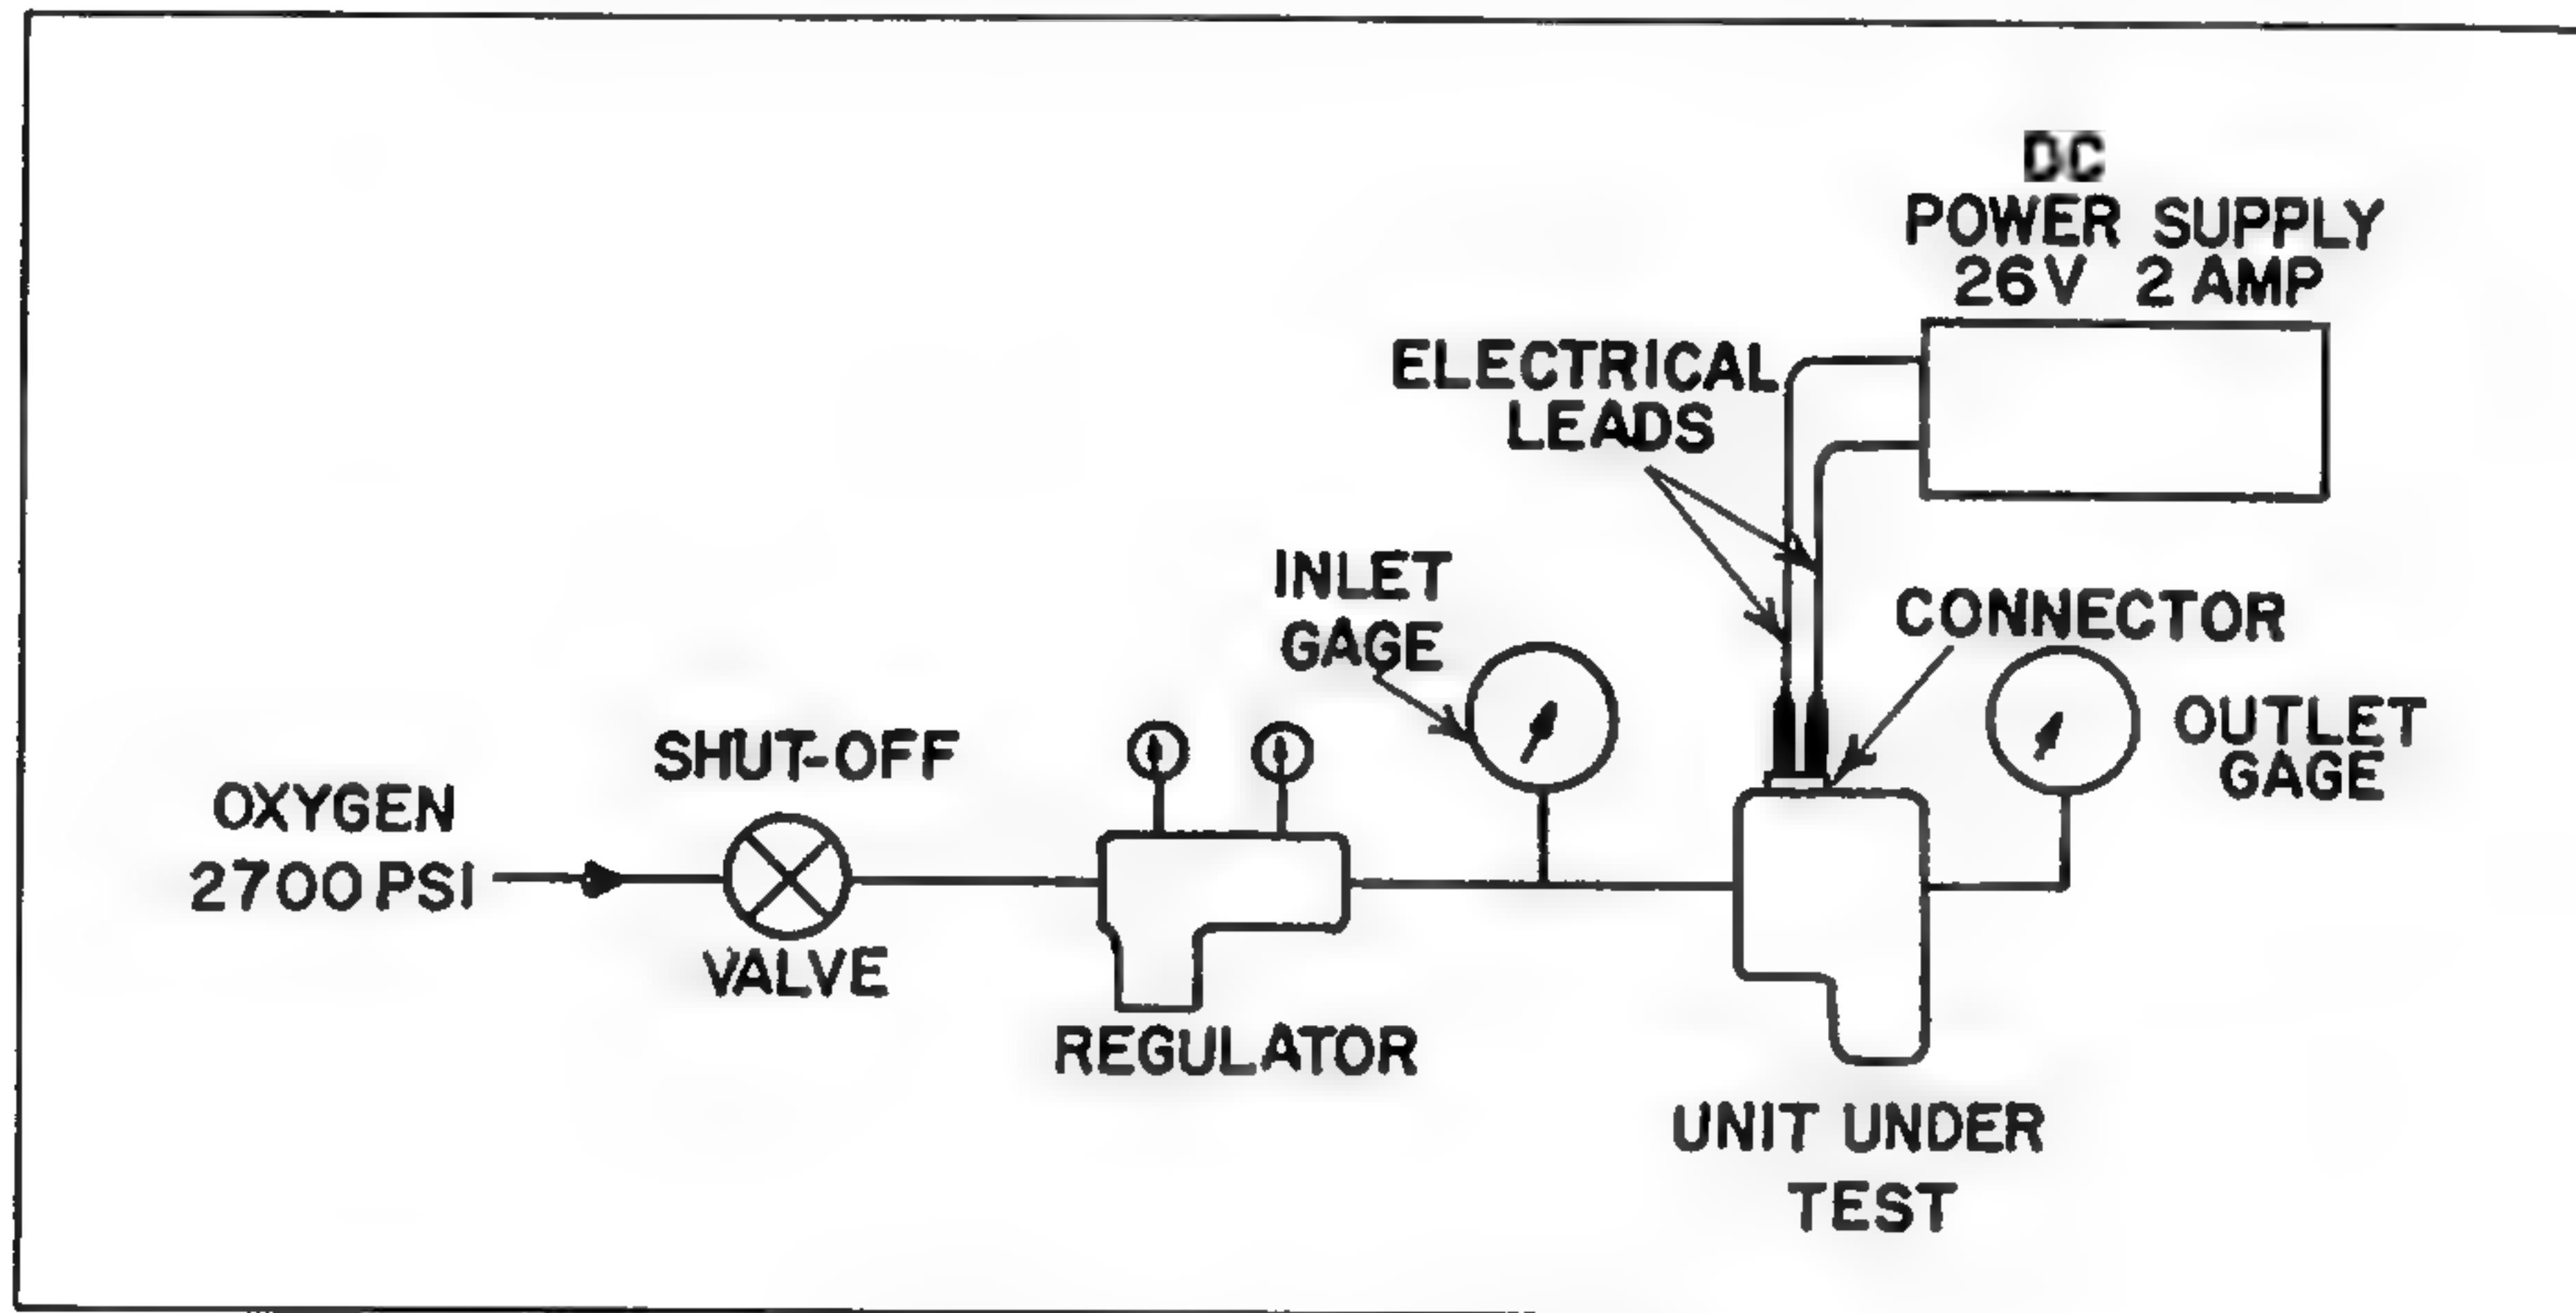 DC
POWER SUPPLY
26V 2 AMP
ELECTRICAL
LEADS
INLET
GAGE
CONNECTOR
OUTLET
GAGE
SHUT-OFF
VALVE
OXYGEN
2700 PSI
REGULATOR
UNIT UNDER
TEST